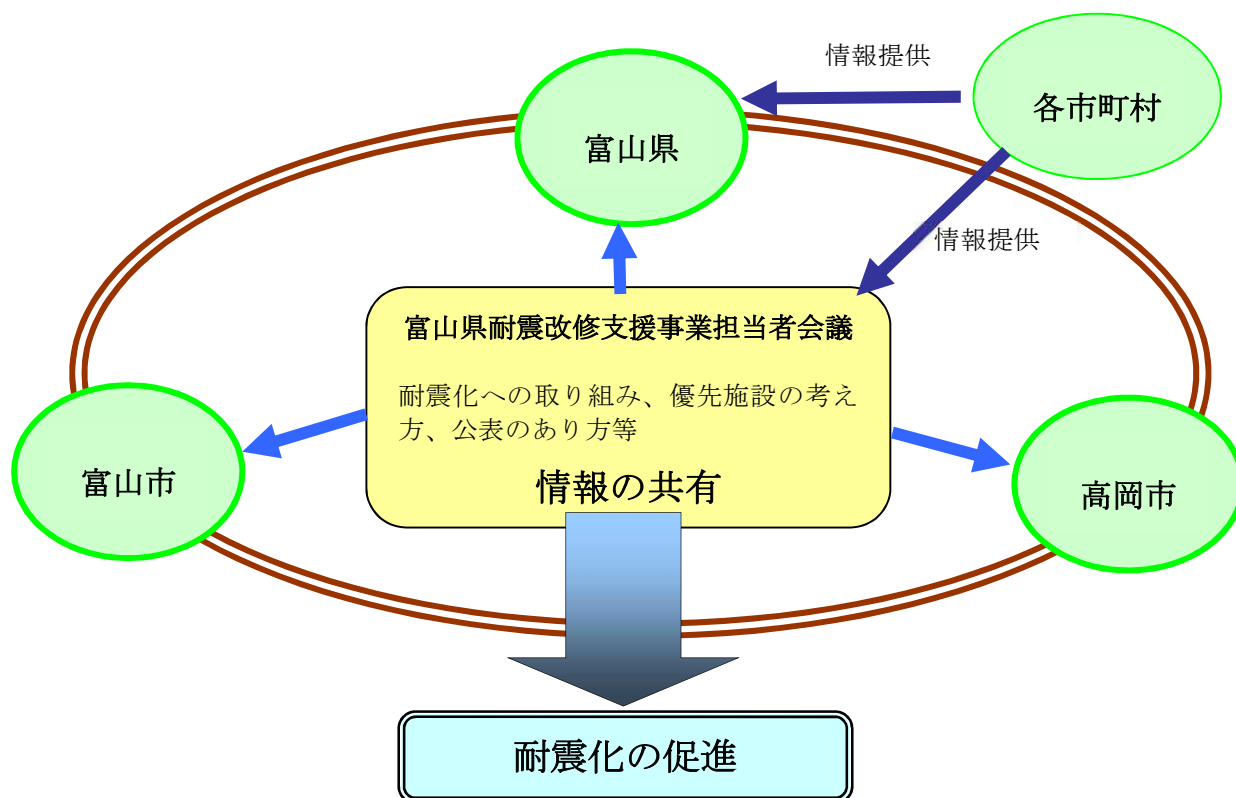 情報提供
各市町村
富山県
情報提供
富山県耐震改修支援事業担当者会議
耐震化への取り組み、優先施設の考え
方、公表のあり方等
情報の共有
富山市
高岡市
耐震化の促進